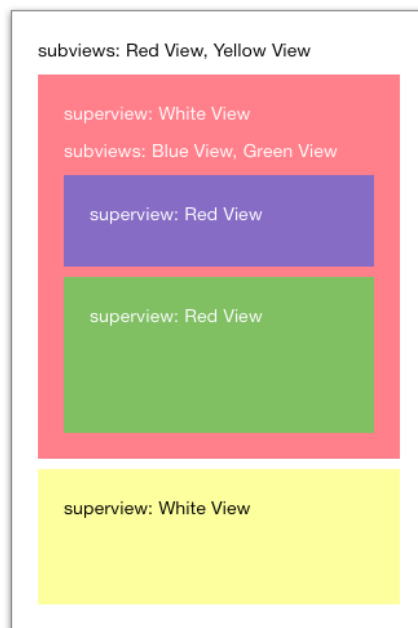 subviews: Red View, Yellow View
superview: White View
subviews: Blue View, Green View
superview: Red View
superview: Red View
superview: White View